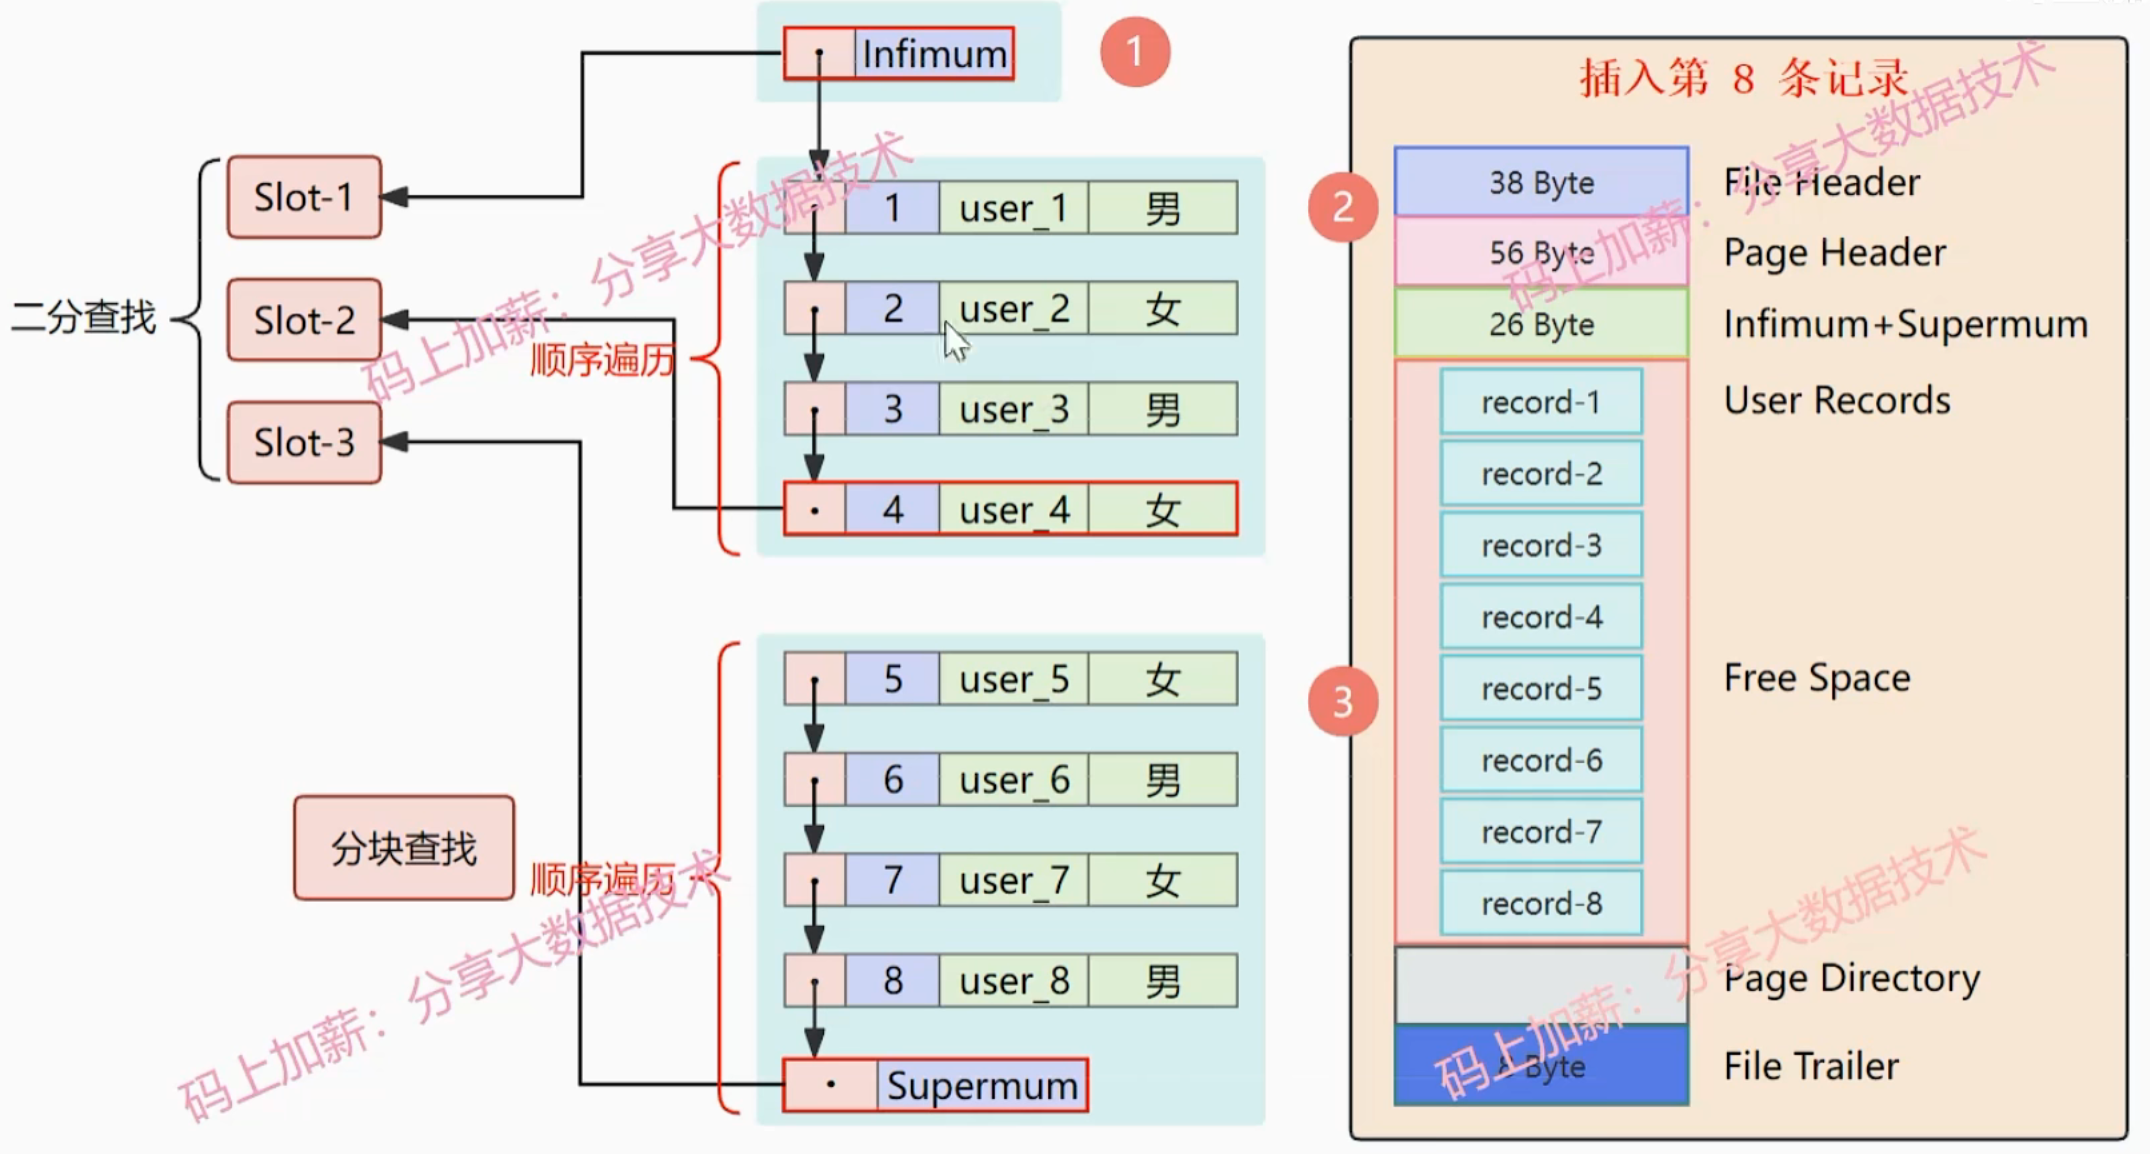 Infimum
1
Slot-1
Slot-2
Slot-3
二分查找
顺序遍历
1 user_1 男
2 user_2 女
3 user_3 男
4 user_4 女
分块查找
顺序遍历
5 user_5 女
6 user_6 男
7 user_7 女
8 user_8 男
Supermum
码上加薪：分享大数据技术
码上加薪：分享大数据技术
插入第 8 条记录
2
38 Byte File Header
56 Byte Page Header
26 Byte Infimum+Supermum
record-1 User Records
record-2
record-3
record-4
3
record-5 Free Space
record-6
record-7
record-8
Page Directory
8 Byte File Trailer
码上加薪：分享大数据技术
码上加薪：分享大数据技术